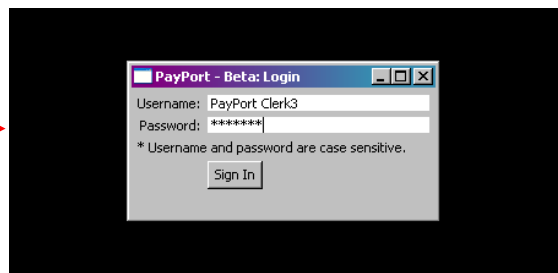 PayPort - Beta: Login
Username: PayPort Clerk3
Password: *******
* Username and password are case sensitive.
Sign In